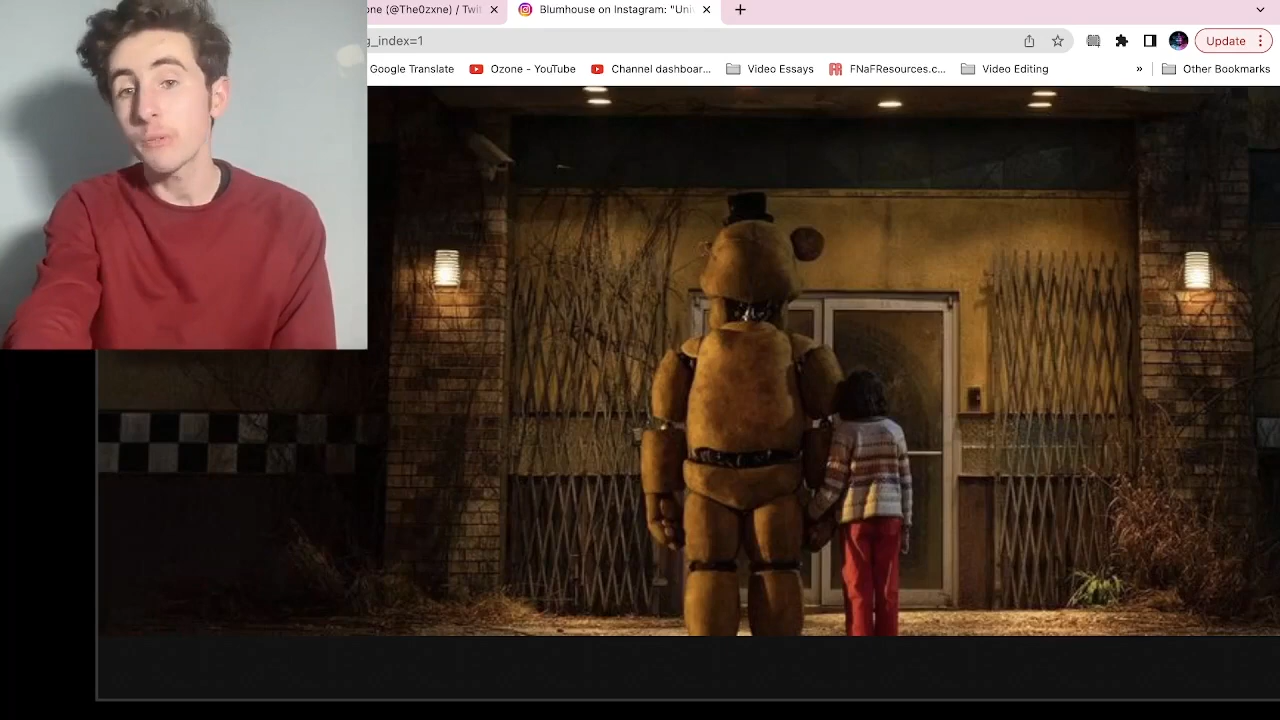 one (@The0zxne) / Twit
Blumhouse on Instagram: "Uni
g_index=1
Update
Google Translate
Ozone - YouTube
Channel dashboar...
Video Essays
FNaFResources.c...
Video Editing
»
Other Bookmarks